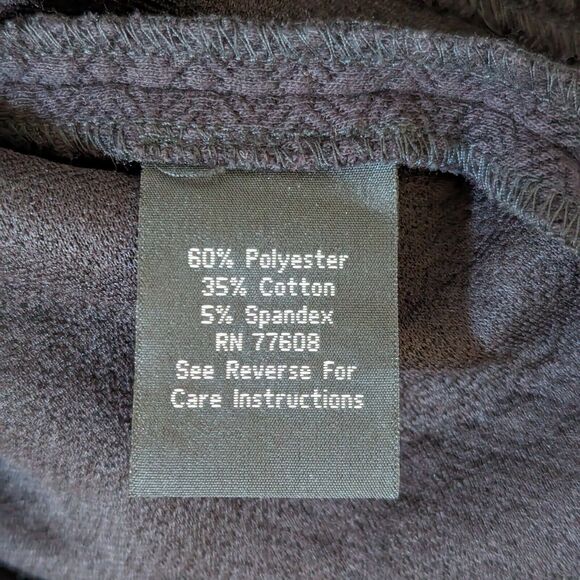 60% Polyester
35% Cotton
5% Spandex
RN 77608
See Reverse For
Care Instructions